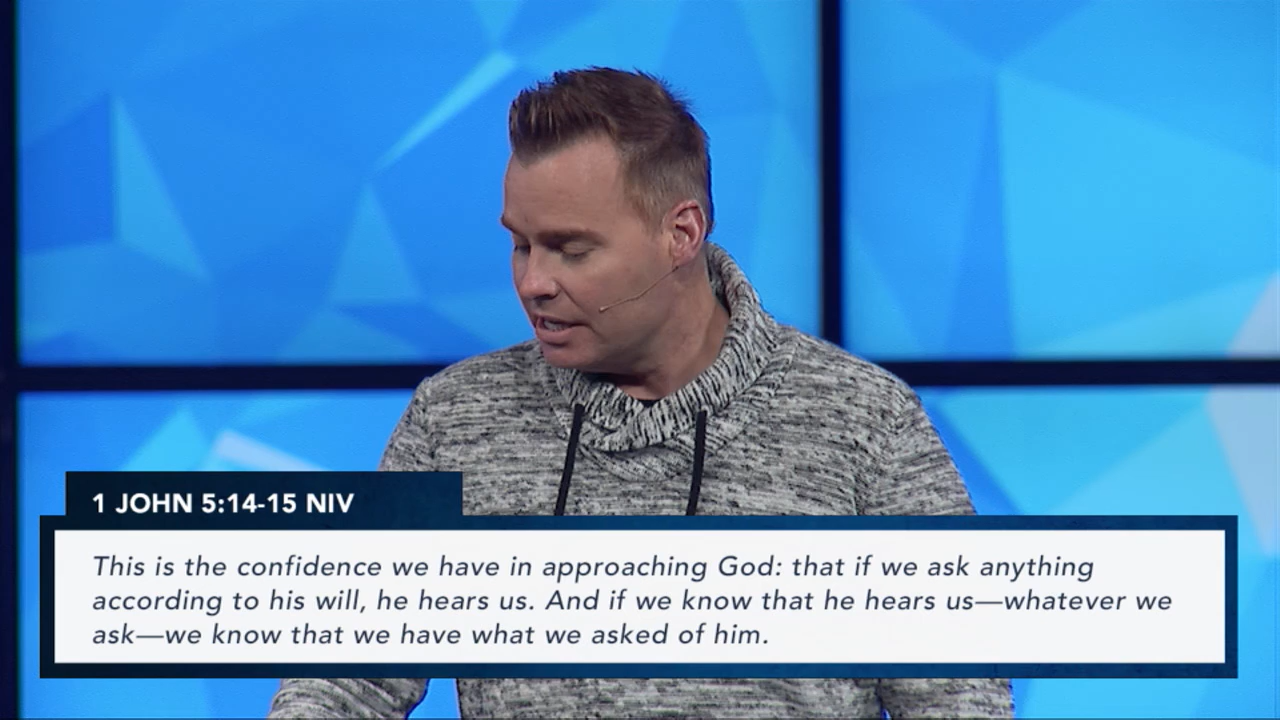 1 JOHN 5:14-15 NIV
This is the confidence we have in approaching God: that if we ask anything
according to his will, he hears us. And if we know that he hears us—whatever we
ask—we know that we have what we asked of him.